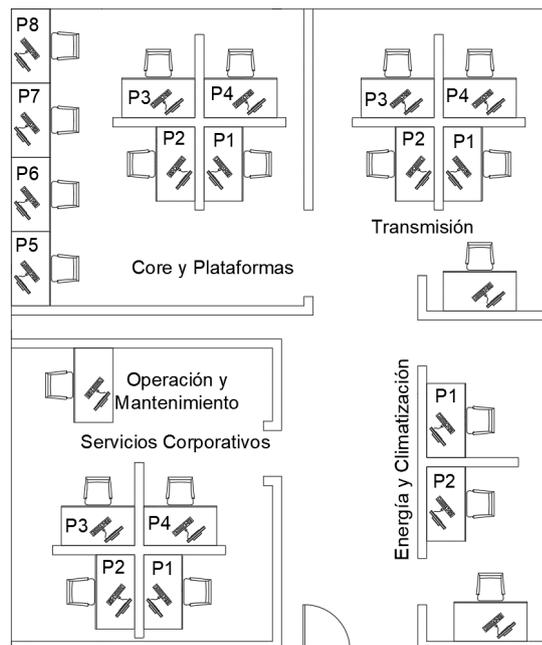 P8
P7
P6
P5
P3
P4
P2
P1
Core y Plataformas
P3
P4
P2
P1
Transmisión
Operación y
Mantenimiento
Servicios Corporativos
P3
P4
P2
P1
Energía y Climatización
P1
P2